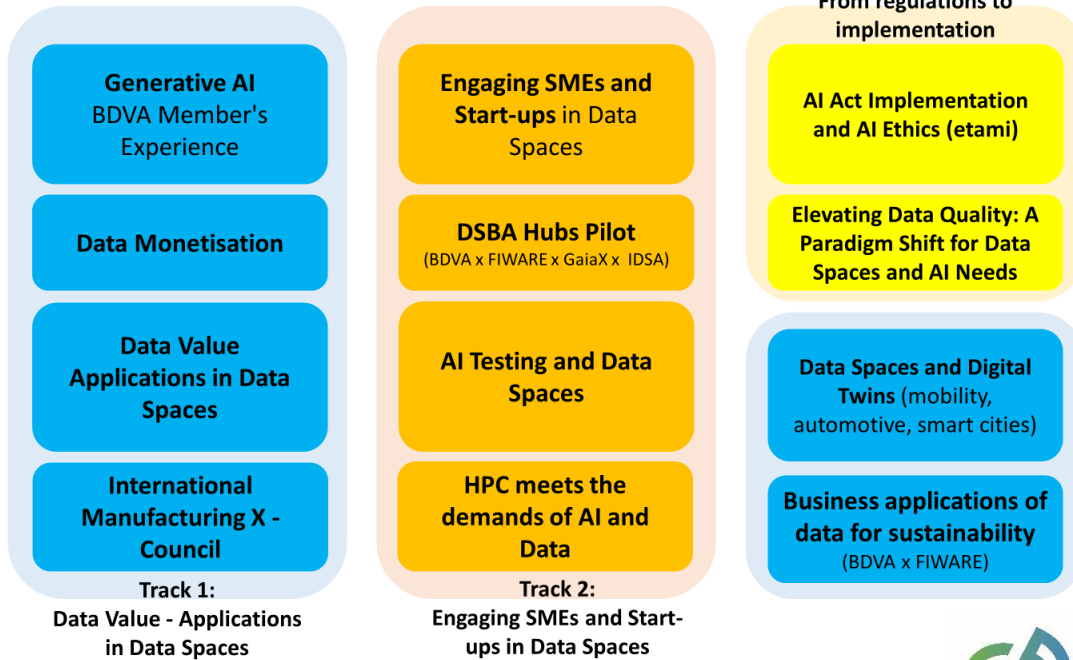 Generative AI
BDVA Member's
Experience
Data Monetisation
Data Value
Applications in Data
Spaces
International
Manufacturing X -
Council
Track 1:
Data Value - Applications
in Data Spaces
Engaging SMEs and
Start-ups in Data
Spaces
DSBA Hubs Pilot
(BDVA x FIWARE x GaiaX x IDSA)
AI Testing and Data
Spaces
HPC meets the
demands of AI and
Data
Track 2:
Engaging SMEs and Start-
ups in Data Spaces
From regulations to
implementation
AI Act Implementation
and AI Ethics (etami)
Elevating Data Quality: A
Paradigm Shift for Data
Spaces and AI Needs
Data Spaces and Digital
Twins (mobility,
automotive, smart cities)
Business applications of
data for sustainability
(BDVA x FIWARE)